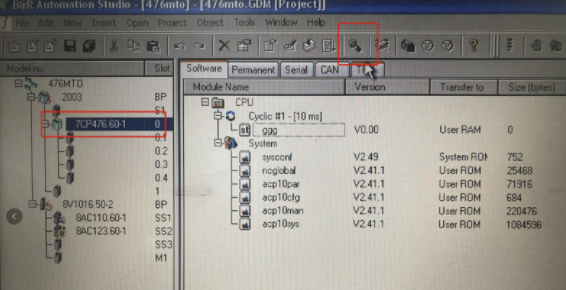 B&R Automation Studio - [476mto] - [476mto.GDM [Project]]
File Edit View Insert Open Project Object Tools Window Help
Model no. Slot
476MTO
2003 BP
S1
7CP476.60-1 0
0.1
0.2
0.3
0.4
1
8V1016.50-2 BP
8AC110.60-1 SS1
8AC123.60-1 SS2
SS3
M1
Software Permanent Serial CAN
Module Name Version Transfer to Size (bytes)
CPU
Cyclic #1 - [10 ms]
ggg V0.00 User RAM 0
System
sysconf V2.49 System ROM 752
ncglobal V2.41.1 User ROM 25468
acp10par V2.41.1 User ROM 71916
acp10cfg V2.41.1 User ROM 684
acp10man V2.41.1 User ROM 220476
acp10sys V2.41.1 User ROM 1084596